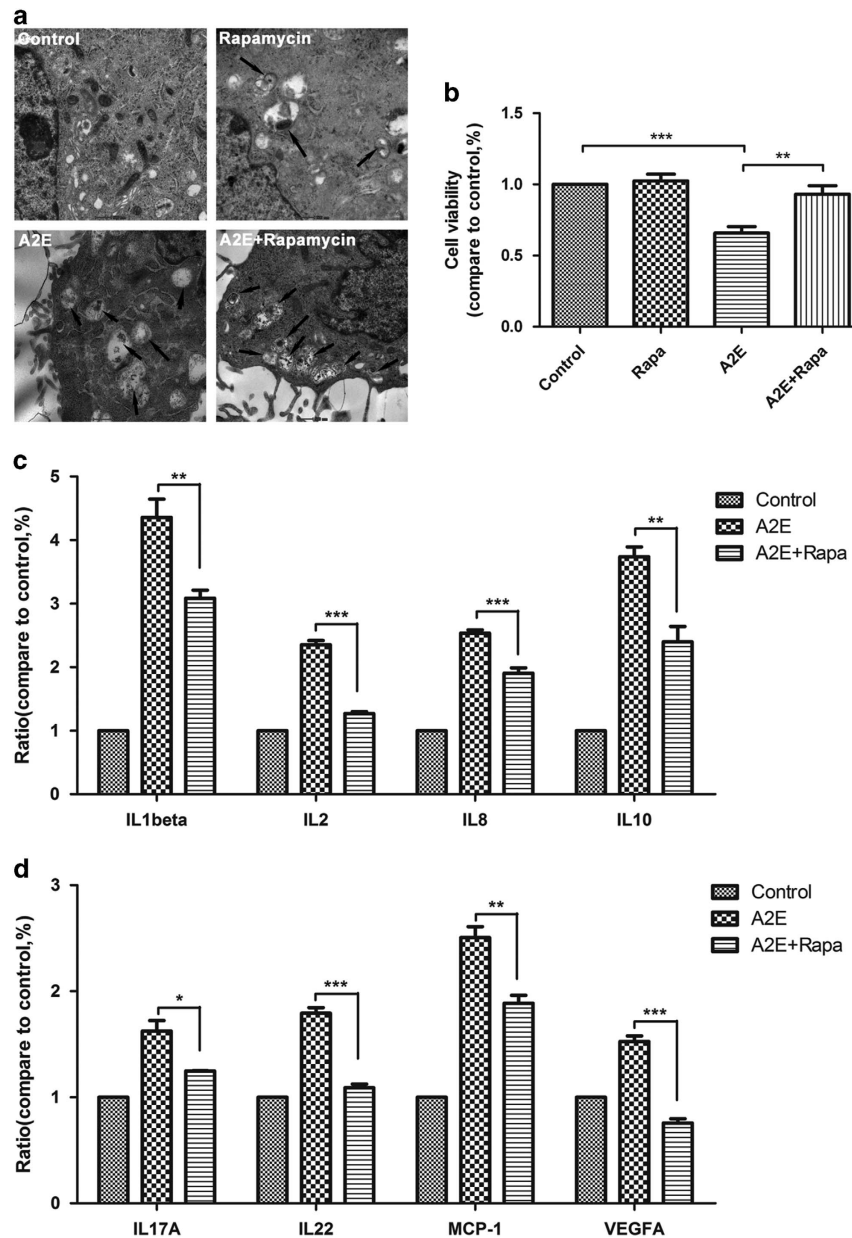 a
Control
Rapamycin
A2E
A2E+Rapamycin
b
Cell viability
(compare to control,%)
1.5
1.0
0.5
0.0
***
**
Control
Rapa
A2E
A2E+Rapa
c
Ratio(compare to control,%)
5
4
3
2
1
0
**
***
***
**
IL1beta
IL2
IL8
IL10
Control
A2E
A2E+Rapa
d
Ratio(compare to control,%)
3
2
1
0
*
***
**
***
IL17A
IL22
MCP-1
VEGFA
Control
A2E
A2E+Rapa